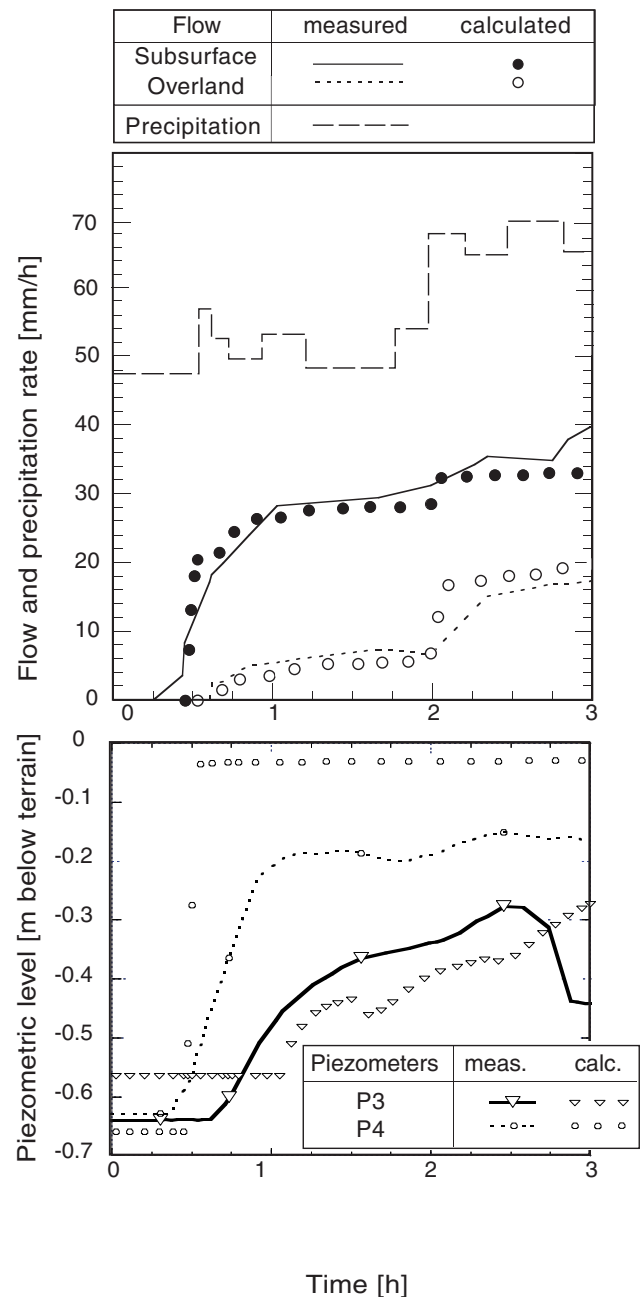 Flow measured calculated
Subsurface
Overland
Precipitation
Flow and precipitation rate [mm/h]
70
60
50
40
30
20
10
0
0 1 2 3
Piezometric level [m below terrain]
0
-0.1
-0.2
-0.3
-0.4
-0.5
-0.6
-0.7
Piezometers meas. calc.
P3
P4
0 1 2 3
Time [h]